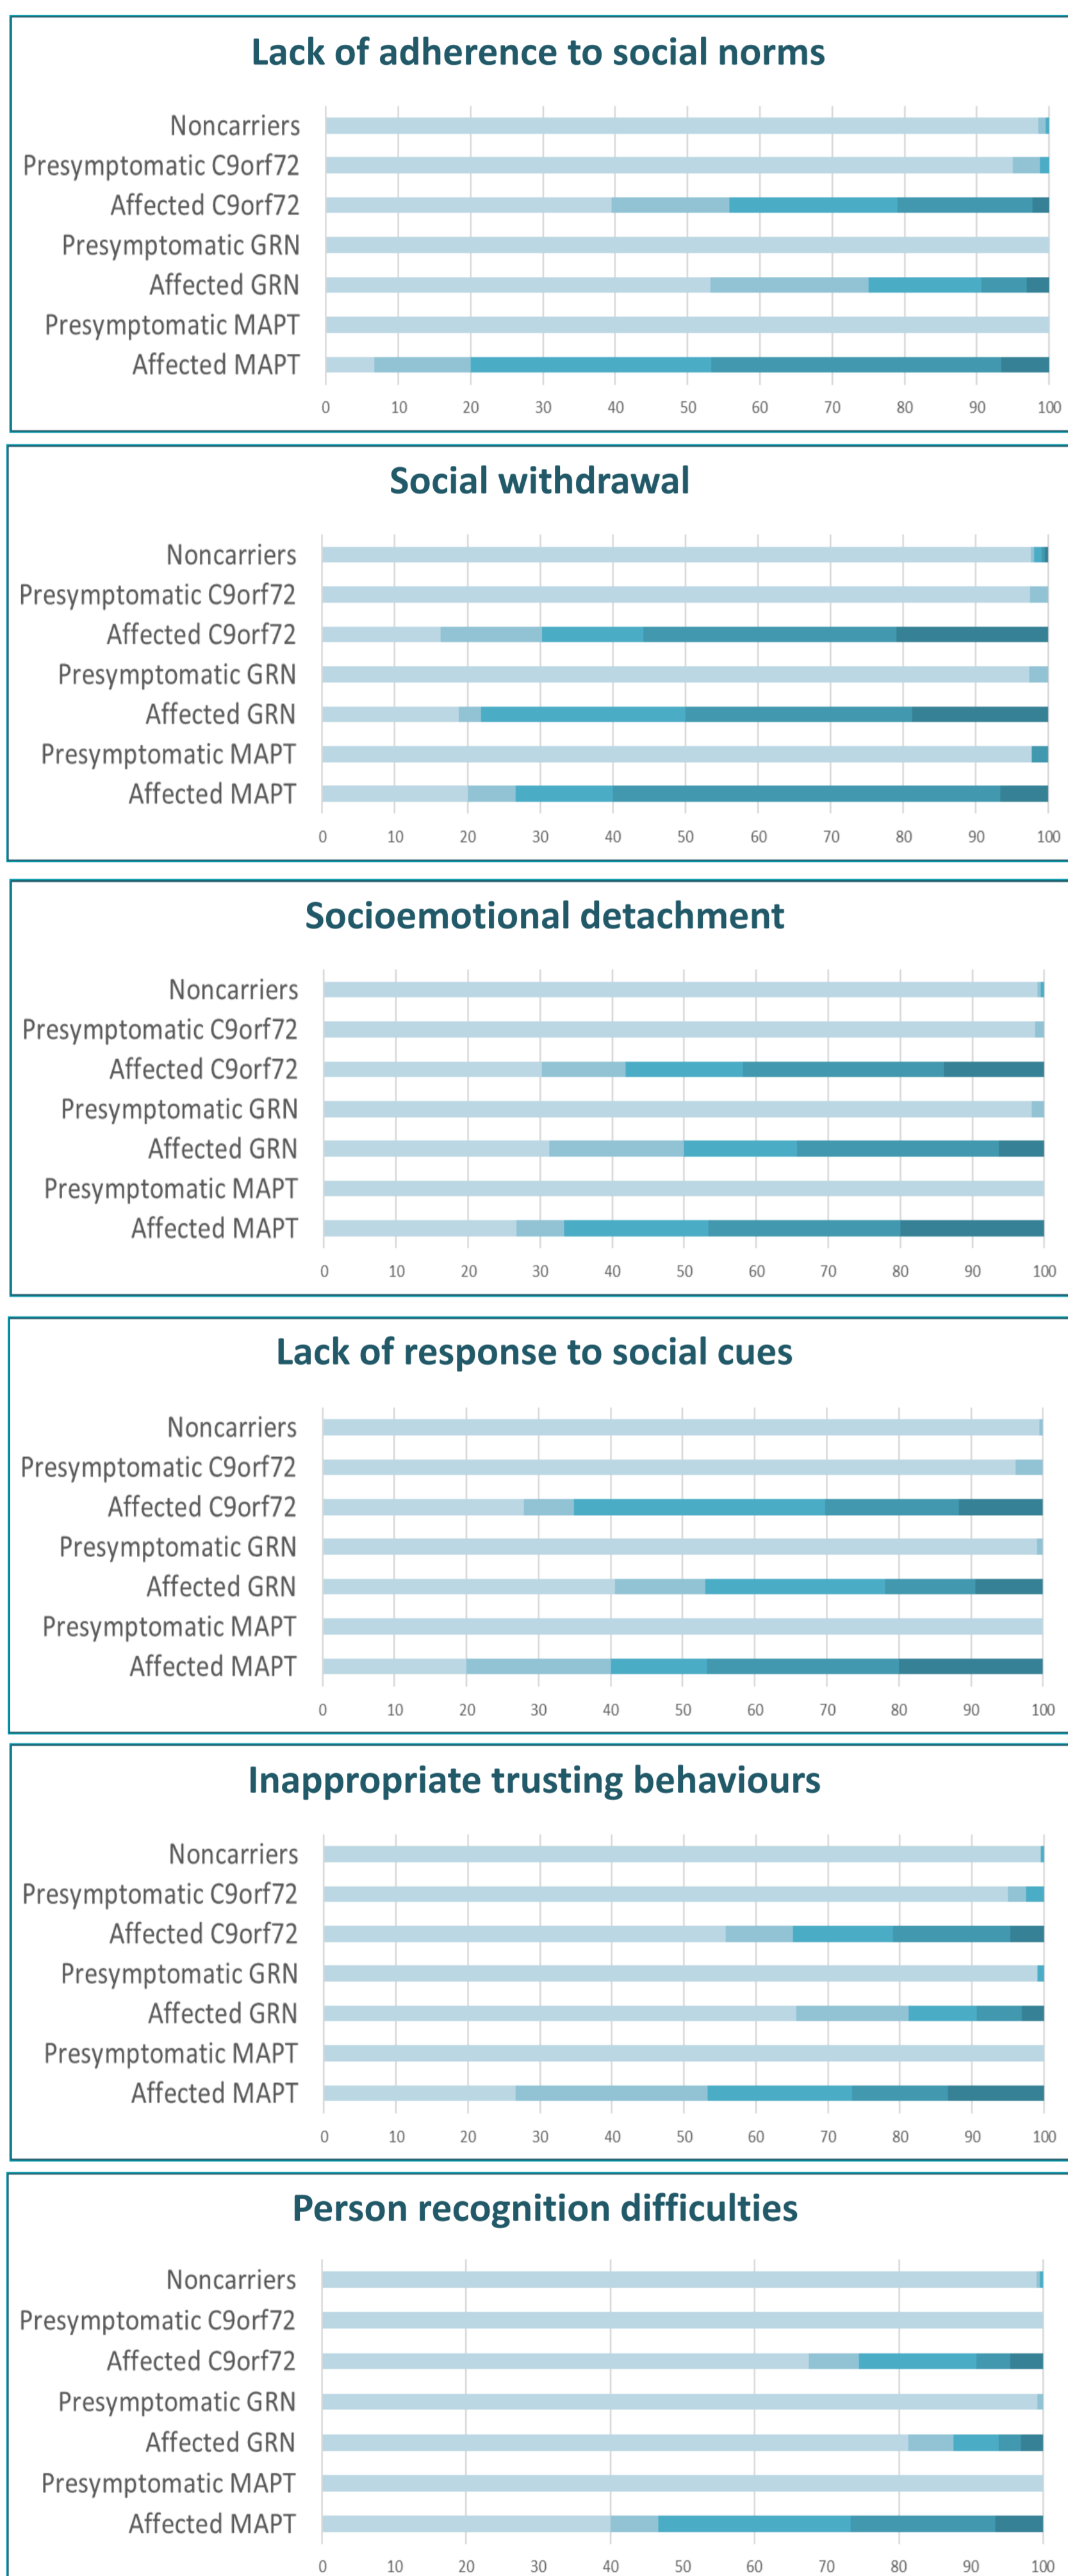 Lack of adherence to social norms
Noncarriers
Presymptomatic C9orf72
Affected C9orf72
Presymptomatic GRN
Affected GRN
Presymptomatic MAPT
Affected MAPT
0 10 20 30 40 50 60 70 80 90 100
Social withdrawal
Noncarriers
Presymptomatic C9orf72
Affected C9orf72
Presymptomatic GRN
Affected GRN
Presymptomatic MAPT
Affected MAPT
0 10 20 30 40 50 60 70 80 90 100
Socioemotional detachment
Noncarriers
Presymptomatic C9orf72
Affected C9orf72
Presymptomatic GRN
Affected GRN
Presymptomatic MAPT
Affected MAPT
0 10 20 30 40 50 60 70 80 90 100
Lack of response to social cues
Noncarriers
Presymptomatic C9orf72
Affected C9orf72
Presymptomatic GRN
Affected GRN
Presymptomatic MAPT
Affected MAPT
0 10 20 30 40 50 60 70 80 90 100
Inappropriate trusting behaviours
Noncarriers
Presymptomatic C9orf72
Affected C9orf72
Presymptomatic GRN
Affected GRN
Presymptomatic MAPT
Affected MAPT
0 10 20 30 40 50 60 70 80 90 100
Person recognition difficulties
Noncarriers
Presymptomatic C9orf72
Affected C9orf72
Presymptomatic GRN
Affected GRN
Presymptomatic MAPT
Affected MAPT
0 10 20 30 40 50 60 70 80 90 100